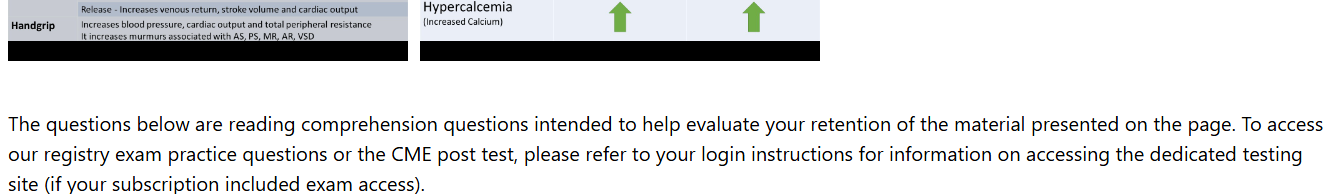 Release - Increases venous return, stroke volume and cardiac output
Handgrip
Increases blood pressure, cardiac output and total peripheral resistance
It increases murmurs associated with AS, PS, MR, AR, VSD
Hypercalcemia
(Increased Calcium)
The questions below are reading comprehension questions intended to help evaluate your retention of the material presented on the page. To access
our registry exam practice questions or the CME post test, please refer to your login instructions for information on accessing the dedicated testing
site (if your subscription included exam access).